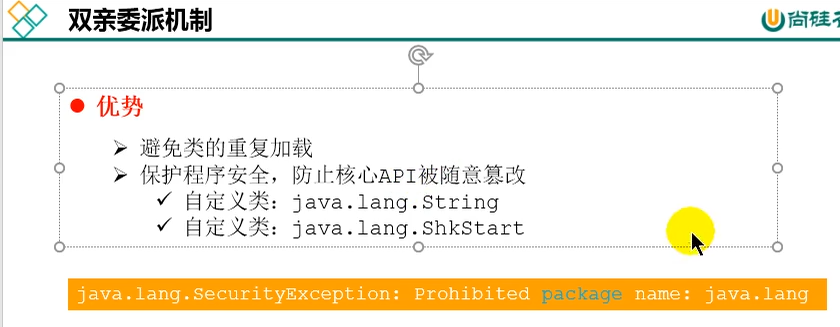 双亲委派机制
尚硅
优势
避免类的重复加载
保护程序安全，防止核心API被随意篡改
自定义类：java.lang.String
自定义类：java.lang.ShkStart
java.lang.SecurityException: Prohibited package name: java.lang